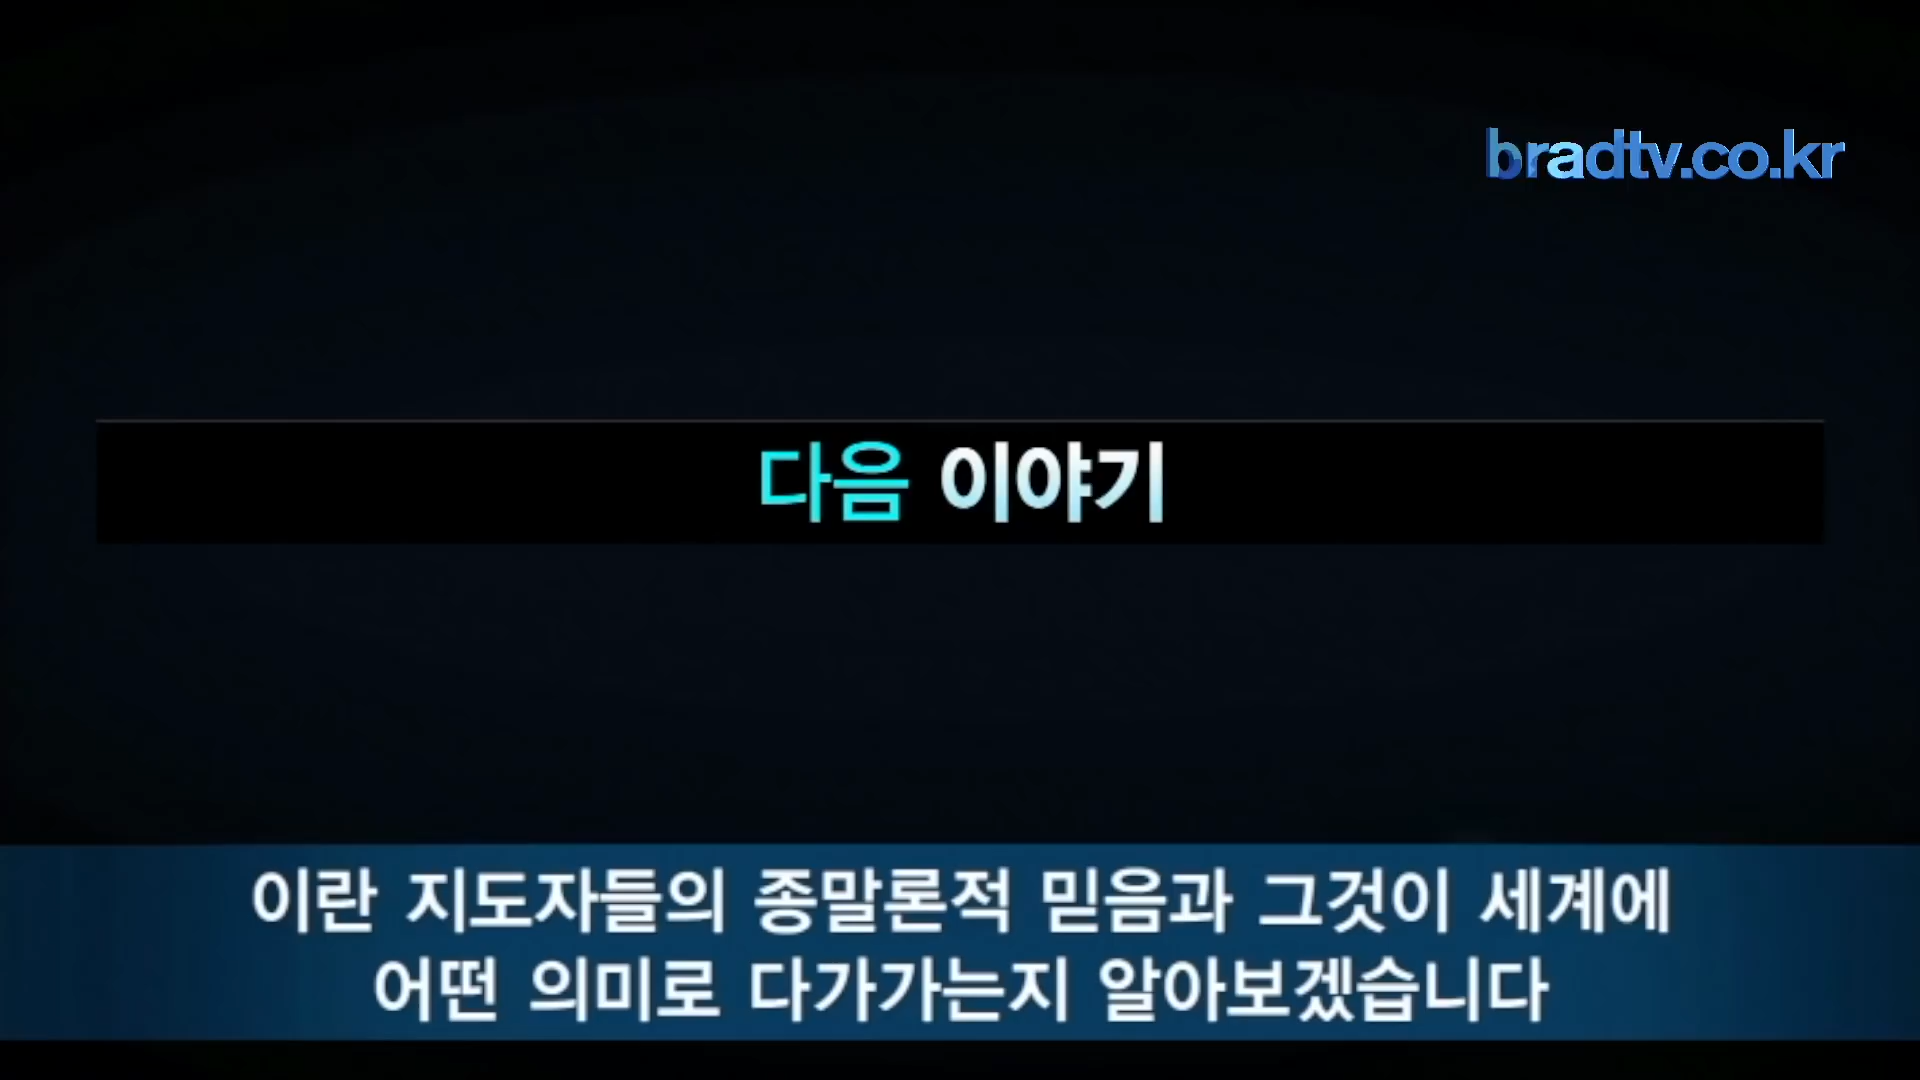 bradtv.co.kr
다음 이야기
이란 지도자들의 종말론적 믿음과 그것이 세계에
어떤 의미로 다가가는지 알아보겠습니다